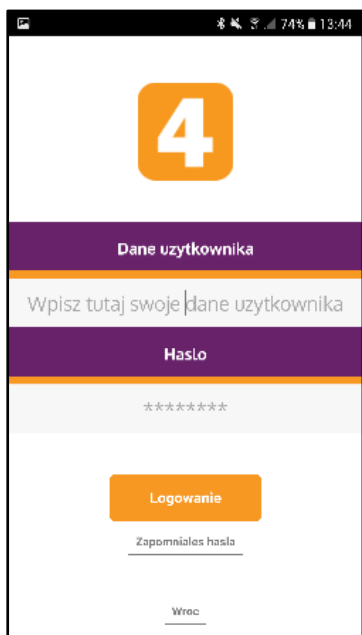 74% 13:44
4
Dane uzytkownika
Wpisz tutaj swoje dane uzytkownika
Haslo
********
Logowanie
Zapomniales hasla
Wroc